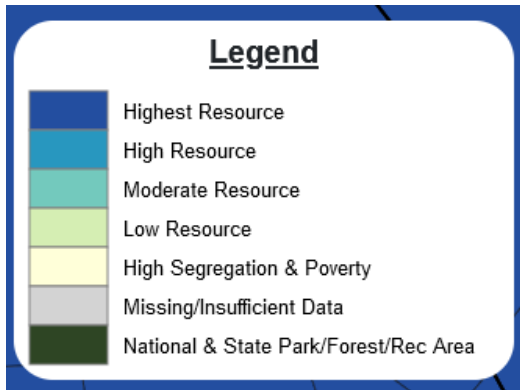 Legend
Highest Resource
High Resource
Moderate Resource
Low Resource
High Segregation & Poverty
Missing/Insufficient Data
National & State Park/Forest/Rec Area